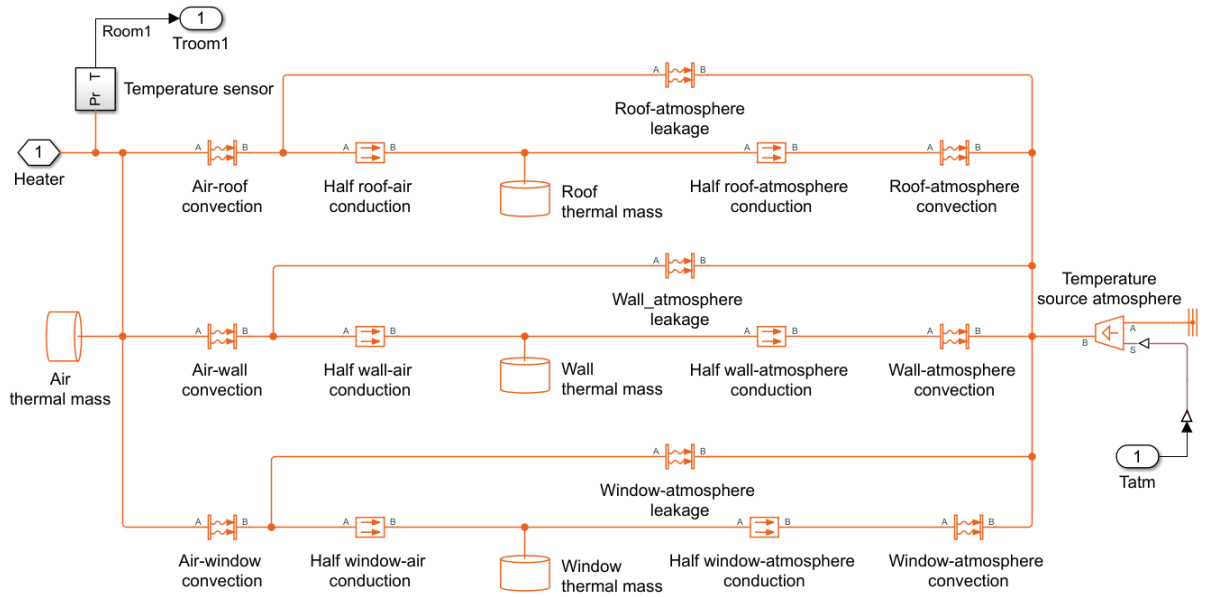 1
Room1
Troom1
Pr T
Temperature sensor
A B
Roof-atmosphere
leakage
1
Heater
A B
Air-roof
convection
A B
Half roof-air
conduction
Roof
thermal mass
A B
Half roof-atmosphere
conduction
A B
Roof-atmosphere
convection
A B
Wall_atmosphere
leakage
Temperature
source atmosphere
Air
thermal mass
A B
Air-wall
convection
A B
Half wall-air
conduction
Wall
thermal mass
A B
Half wall-atmosphere
conduction
A B
Wall-atmosphere
convection
B
A
S
1
Tatm
A B
Window-atmosphere
leakage
A B
Air-window
convection
A B
Half window-air
conduction
Window
thermal mass
A B
Half window-atmosphere
conduction
A B
Window-atmosphere
convection